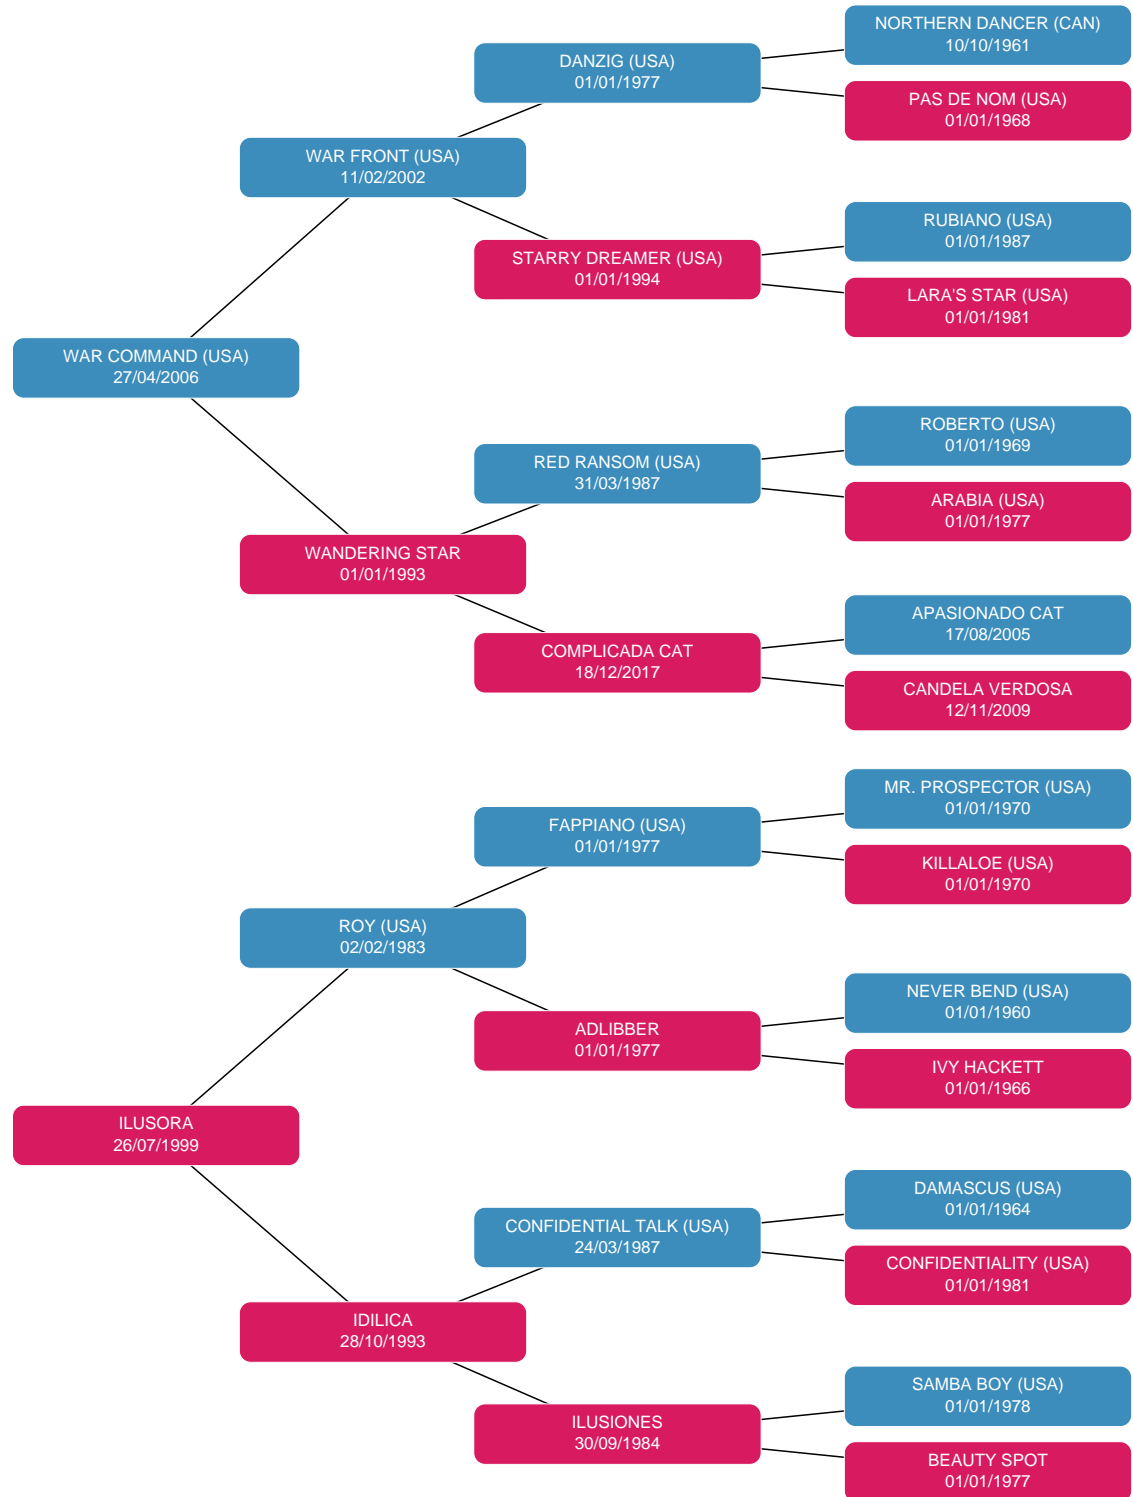 NORTHERN DANCER (CAN)
10/10/1961
DANZIG (USA)
01/01/1977
PAS DE NOM (USA)
01/01/1968
WAR FRONT (USA)
11/02/2002
RUBIANO (USA)
01/01/1987
STARRY DREAMER (USA)
01/01/1994
LARA'S STAR (USA)
01/01/1981
WAR COMMAND (USA)
27/04/2006
ROBERTO (USA)
01/01/1969
RED RANSOM (USA)
31/03/1987
ARABIA (USA)
01/01/1977
WANDERING STAR
01/01/1993
APASIONADO CAT
17/08/2005
COMPLICADA CAT
18/12/2017
CANDELA VERDOSA
12/11/2009
MR. PROSPECTOR (USA)
01/01/1970
FAPPIANO (USA)
01/01/1977
KILLALOE (USA)
01/01/1970
ROY (USA)
02/02/1983
NEVER BEND (USA)
01/01/1960
ADLIBBER
01/01/1977
IVY HACKETT
01/01/1966
ILUSORA
26/07/1999
DAMASCUS (USA)
01/01/1964
CONFIDENTIAL TALK (USA)
24/03/1987
CONFIDENTIALITY (USA)
01/01/1981
IDILICA
28/10/1993
SAMBA BOY (USA)
01/01/1978
ILUSIONES
30/09/1984
BEAUTY SPOT
01/01/1977